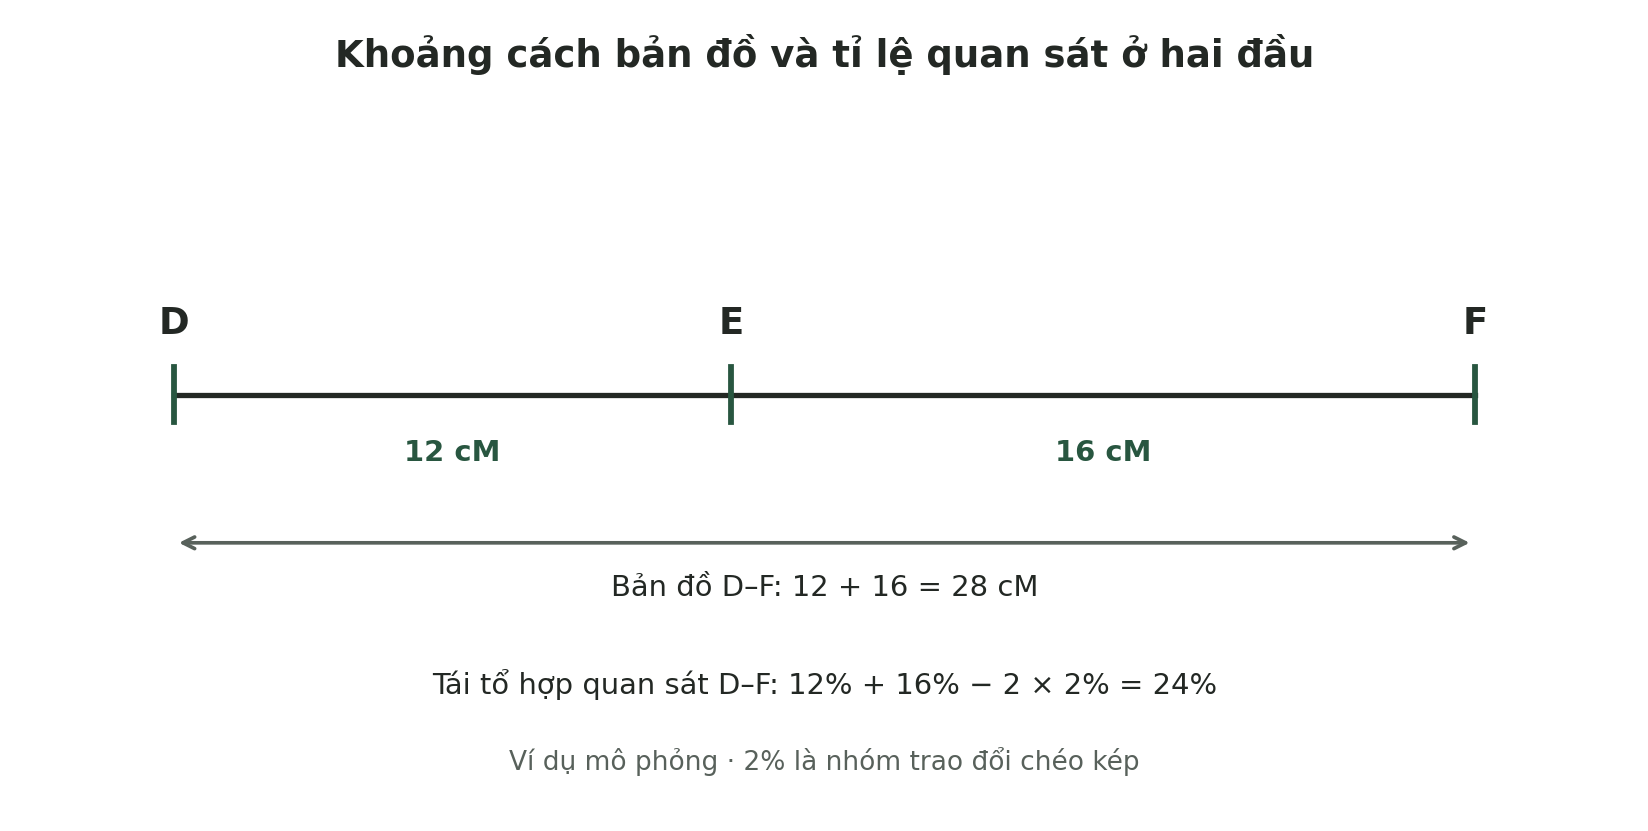 Khoảng cách bản đồ và tỉ lệ quan sát ở hai đầu
D E F
12 cM 16 cM
Bản đồ D–F: 12 + 16 = 28 cM
Tái tổ hợp quan sát D–F: 12% + 16% − 2 × 2% = 24%
Ví dụ mô phỏng · 2% là nhóm trao đổi chéo kép